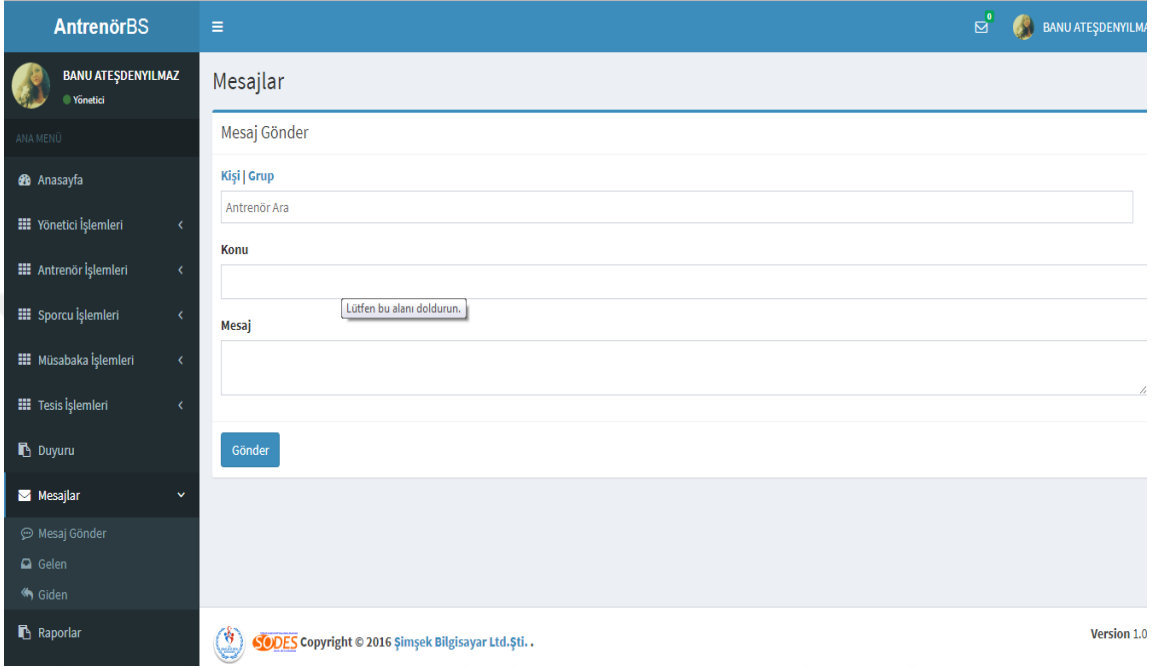 AntrenörBS
0
BANU ATEŞDENYILMA
BANU ATEŞDENYILMAZ
Yönetici
ANA MENÜ
Anasayfa
Yönetici İşlemleri
Antrenör İşlemleri
Sporcu İşlemleri
Müsabaka İşlemleri
Tesis İşlemleri
Duyuru
Mesajlar
Mesaj Gönder
Gelen
Giden
Raporlar
Mesajlar
Mesaj Gönder
Kişi | Grup
Antrenör Ara
Konu
Lütfen bu alanı doldurun.
Mesaj
Gönder
SODES Copyright © 2016 Şimşek Bilgisayar Ltd.Şti. .
Version 1.0